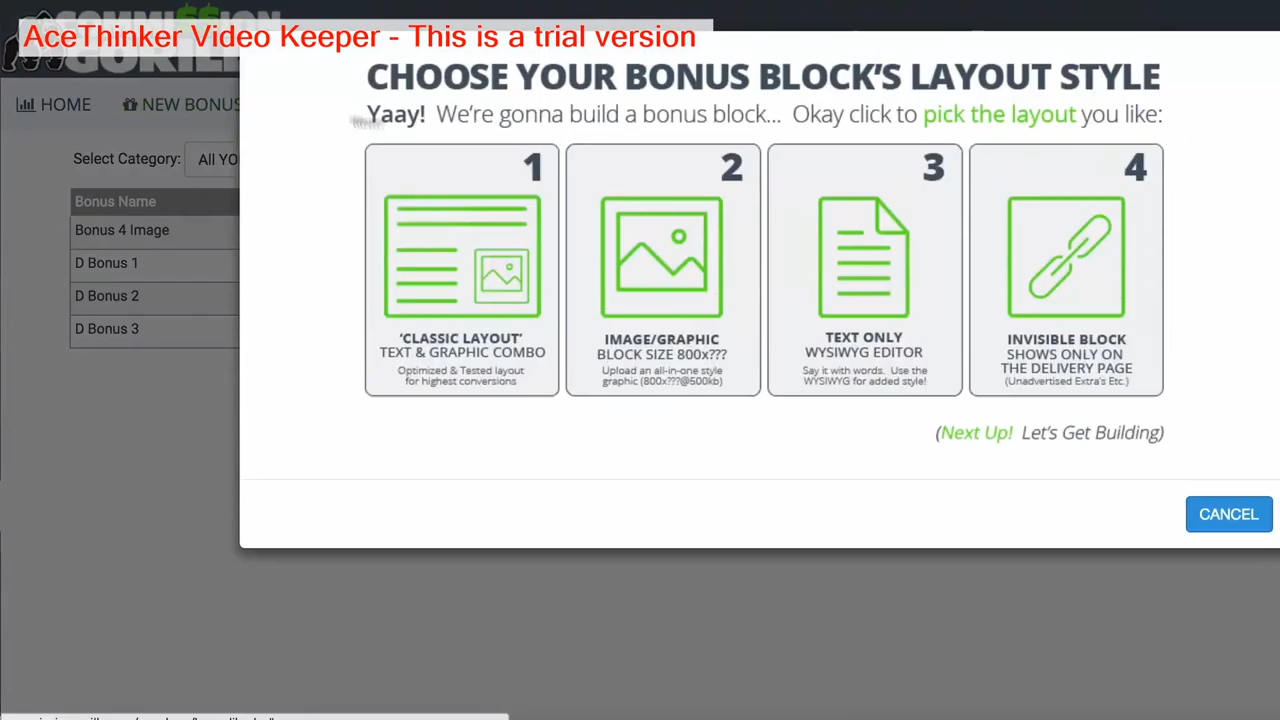 AceThinker Video Keeper - This is a trial version
HOME
NEW BONUS
Select Category:
All YO
Bonus Name
Bonus 4 Image
D Bonus 1
D Bonus 2
D Bonus 3
CHOOSE YOUR BONUS BLOCK'S LAYOUT STYLE
Yaay! We're gonna build a bonus block... Okay click to pick the layout you like:
1
'CLASSIC LAYOUT'
TEXT & GRAPHIC COMBO
Optimized & Tested layout
for highest conversions
2
IMAGE/GRAPHIC
BLOCK SIZE 800x???
Upload an all-in-one style
graphic (800x???@500kb)
3
TEXT ONLY
WYSIWYG EDITOR
Say it with words. Use the
WYSIWYG for added style!
4
INVISIBLE BLOCK
SHOWS ONLY ON
THE DELIVERY PAGE
(Unadvertised Extra's Etc.)
(Next Up! Let's Get Building)
CANCEL